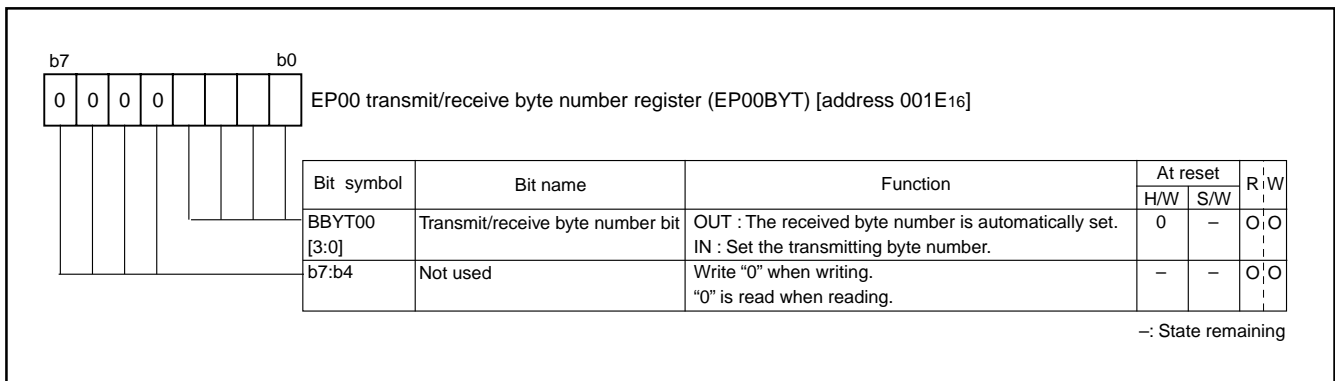 b7 b0
0 0 0 0 EP00 transmit/receive byte number register (EP00BYT) [address 001E16]
Bit symbol Bit name Function At reset R W
H/W S/W
BBYT00 Transmit/receive byte number bit OUT : The received byte number is automatically set. 0 – O O
[3:0] IN : Set the transmitting byte number.
b7:b4 Not used Write “0” when writing. – – O O
“0” is read when reading.
–: State remaining